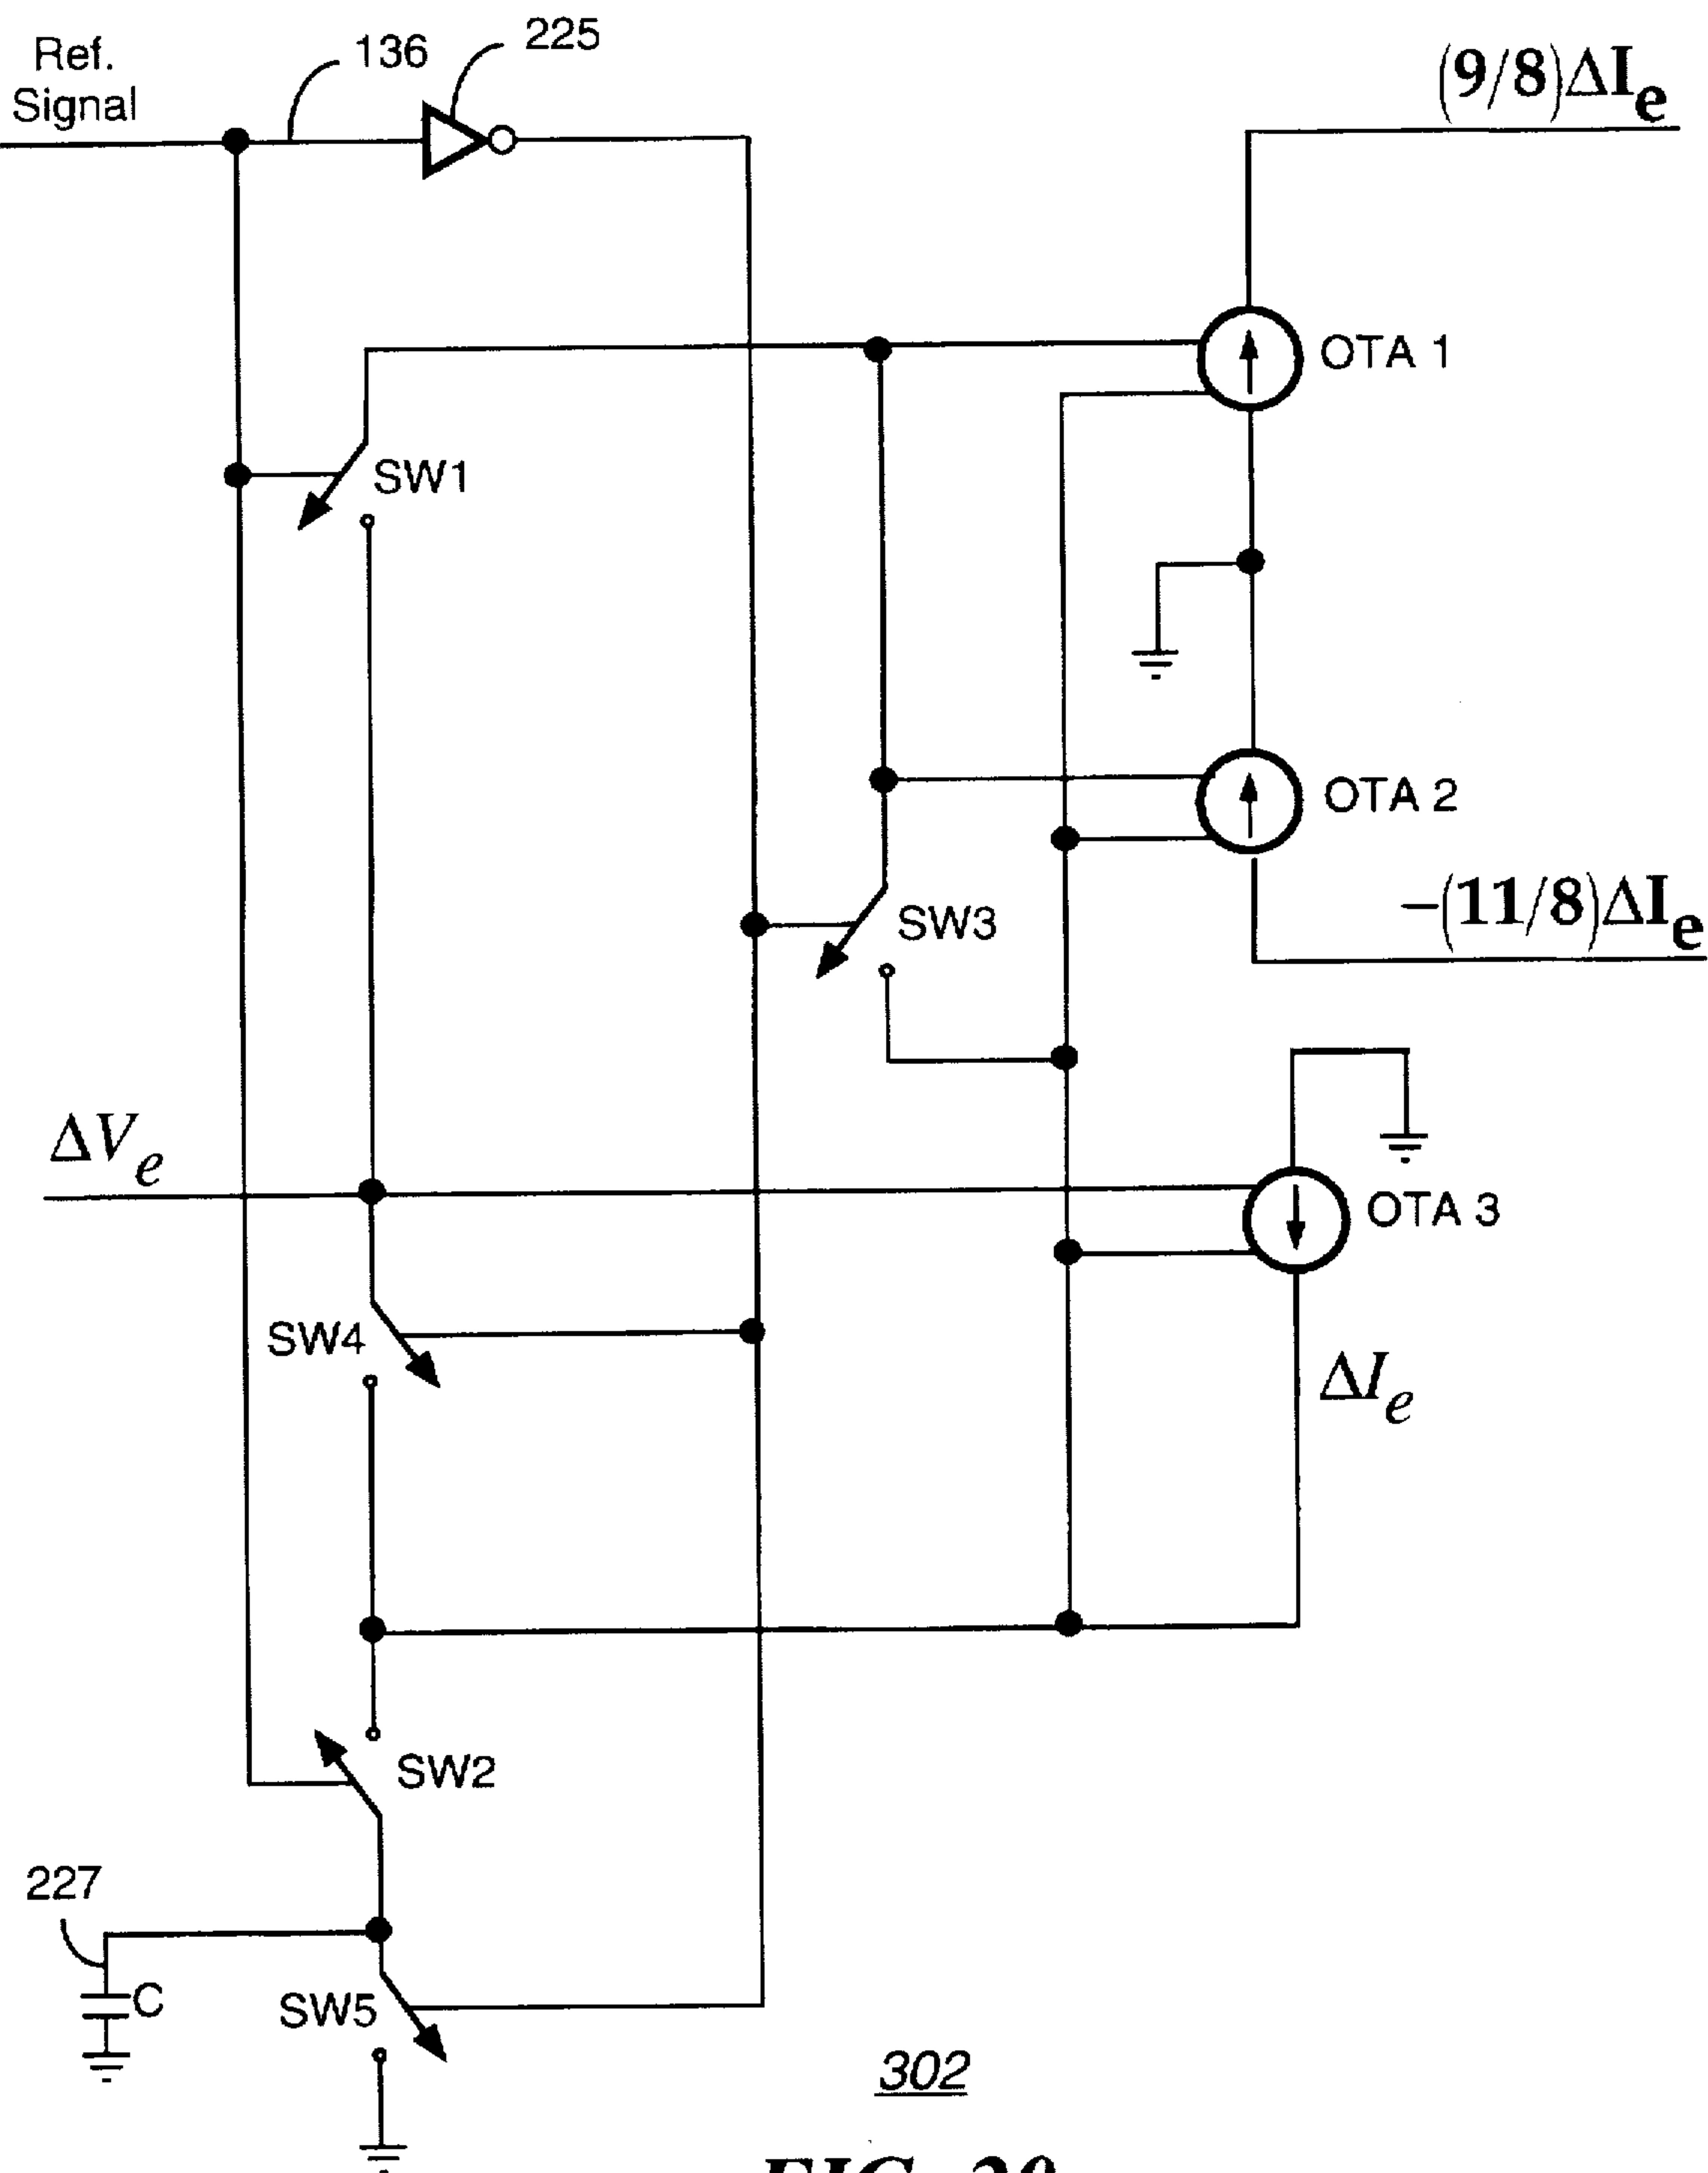 Ref.
Signal
136
225
(9/8)ΔIe
OTA 1
SW1
OTA 2
SW3
−(11/8)ΔIe
ΔVe
OTA 3
SW4
ΔIe
SW2
227
C
SW5
302